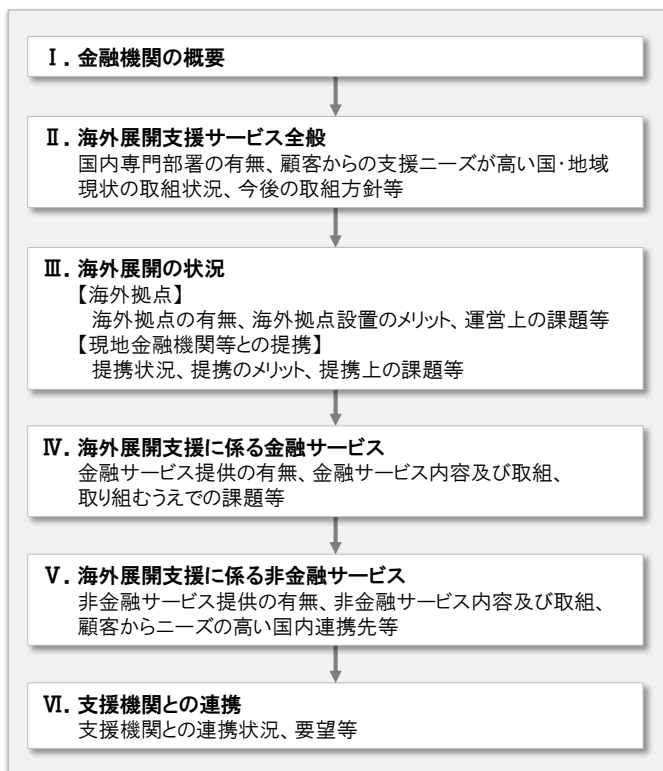 Ⅰ．金融機関の概要
Ⅱ．海外展開支援サービス全般
国内専門部署の有無、顧客からの支援ニーズが高い国・地域
現状の取組状況、今後の取組方針等
Ⅲ．海外展開の状況
【海外拠点】
海外拠点の有無、海外拠点設置のメリット、運営上の課題等
【現地金融機関等との提携】
提携状況、提携のメリット、提携上の課題等
Ⅳ．海外展開支援に係る金融サービス
金融サービス提供の有無、金融サービス内容及び取組、
取り組むうえでの課題等
Ⅴ．海外展開支援に係る非金融サービス
非金融サービス提供の有無、非金融サービス内容及び取組、
顧客からニーズの高い国内連携先等
Ⅵ．支援機関との連携
支援機関との連携状況、要望等